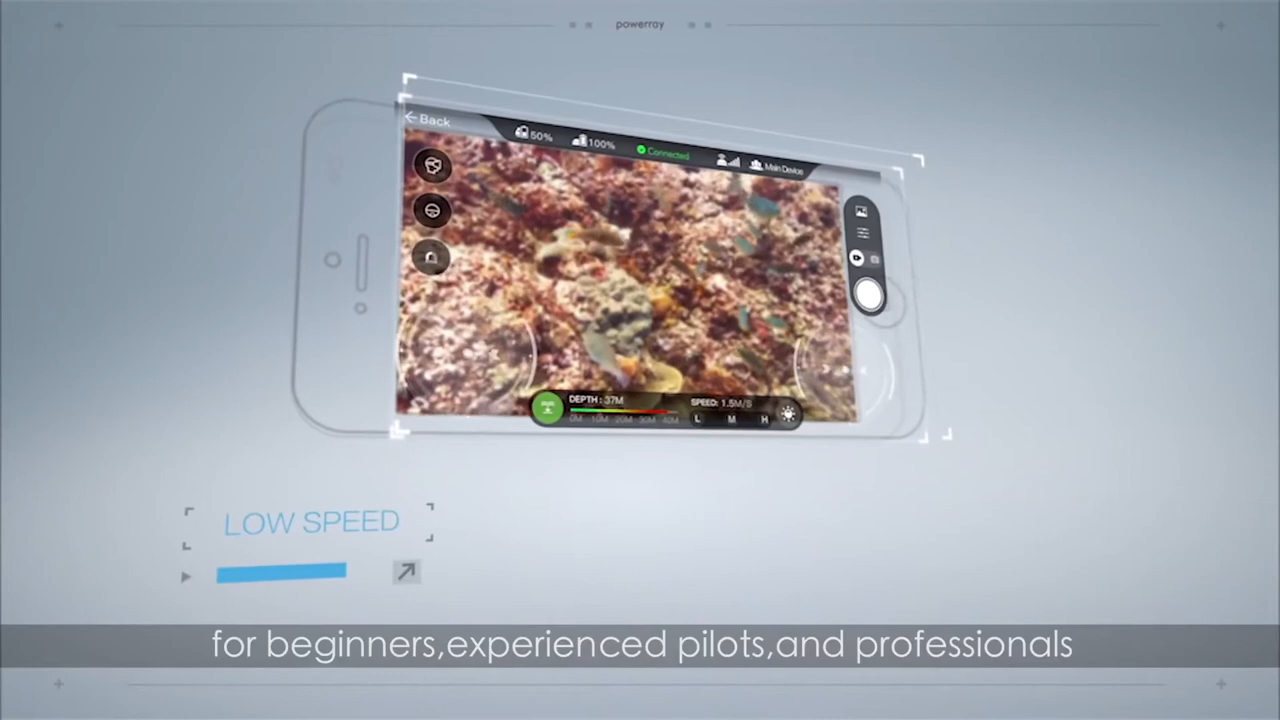 powerray
Back
50%
100%
Connected
Main Device
DEPTH : 37M
0M 10M 20M 30M 40M
SPEED: 1.5M/S
L M H
LOW SPEED
for beginners,experienced pilots,and professionals